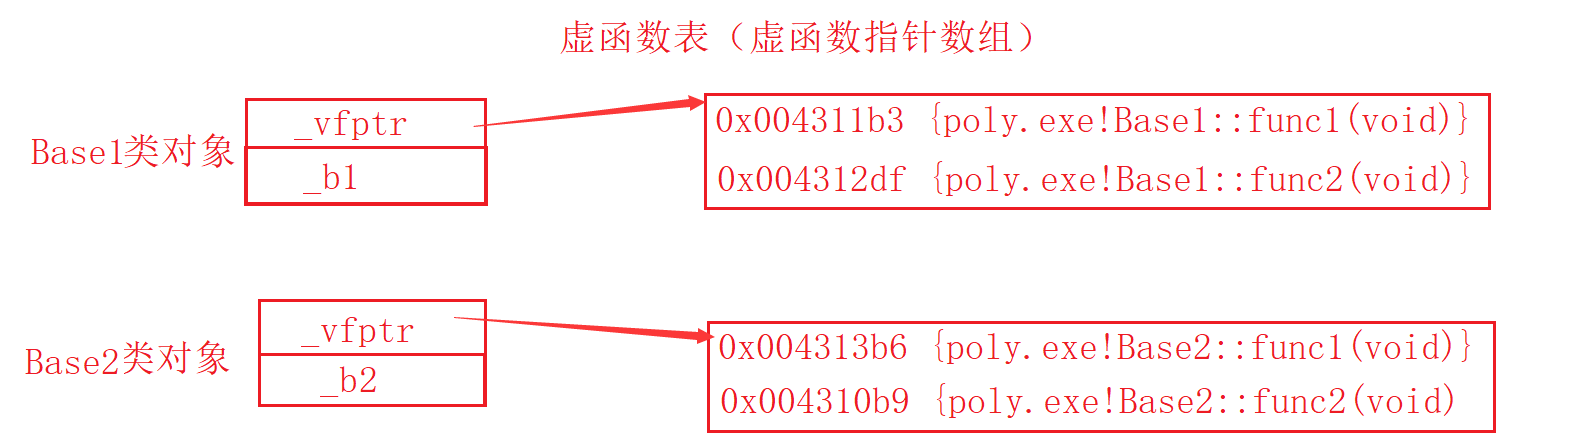 虚函数表（虚函数指针数组）
_vfptr
Base1类对象
_b1
0x004311b3 {poly.exe!Base1::func1(void)}
0x004312df {poly.exe!Base1::func2(void)}
_vfptr
Base2类对象
_b2
0x004313b6 {poly.exe!Base2::func1(void)}
0x004310b9 {poly.exe!Base2::func2(void)